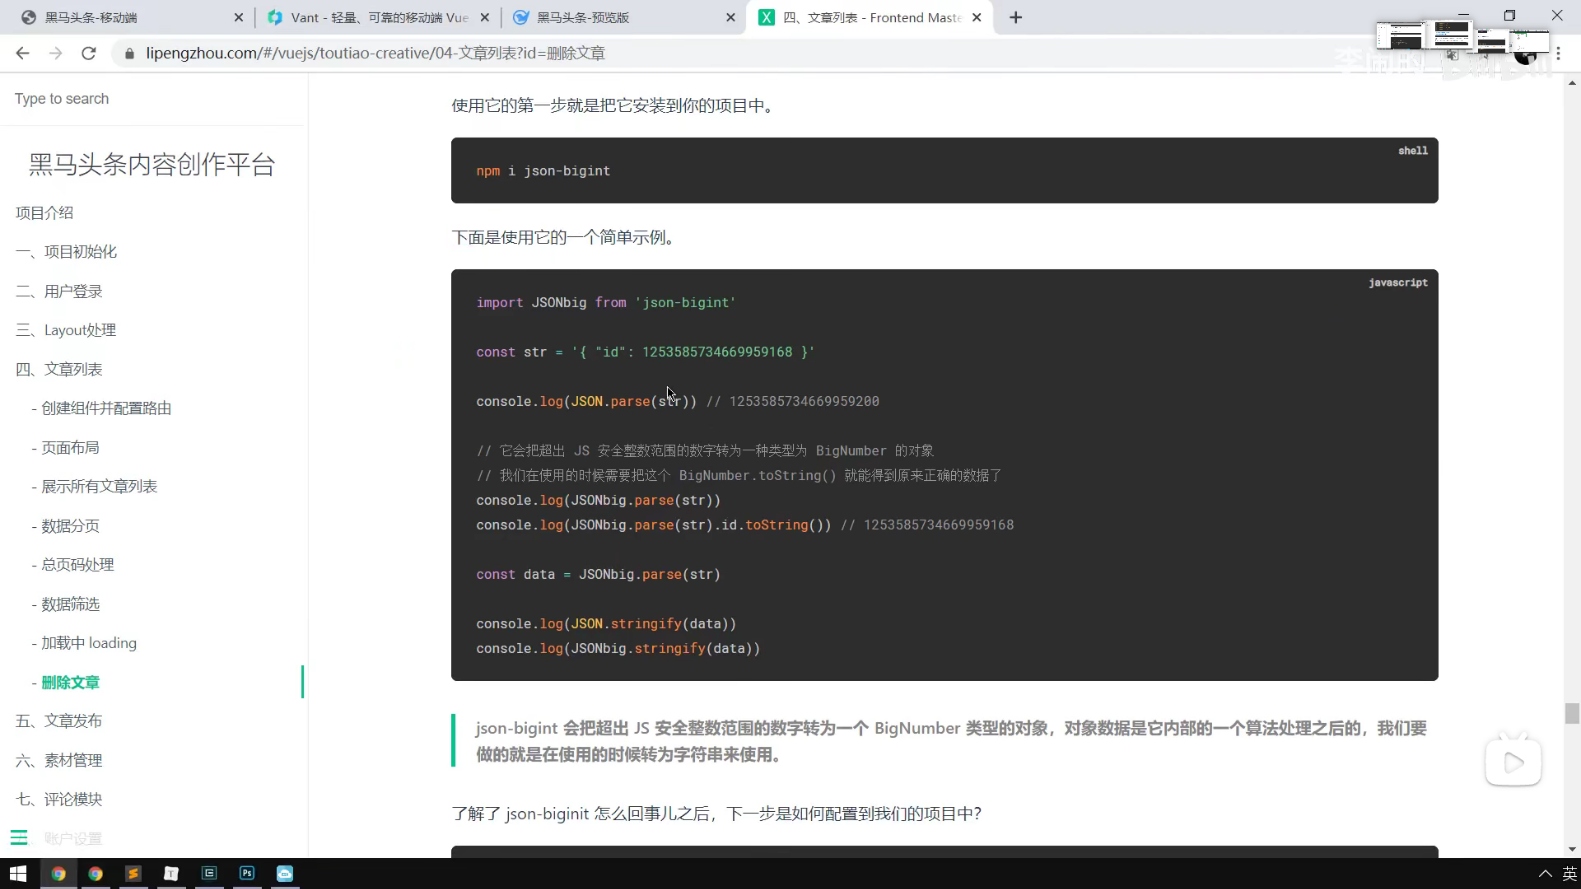 黑马头条-移动端
Vant - 轻量、可靠的移动端 Vue
黑马头条-预览版
四、文章列表 - Frontend Maste
lipengzhou.com/#/vuejs/toutiao-creative/04-文章列表?id=删除文章
Type to search
黑马头条内容创作平台
项目介绍
一、项目初始化
二、用户登录
三、Layout处理
四、文章列表
- 创建组件并配置路由
- 页面布局
- 展示所有文章列表
- 数据分页
- 总页码处理
- 数据筛选
- 加载中 loading
- 删除文章
五、文章发布
六、素材管理
七、评论模块
账户设置
使用它的第一步就是把它安装到你的项目中。
shell
npm i json-bigint
下面是使用它的一个简单示例。
javascript
import JSONbig from 'json-bigint'
const str = '{ "id": 1253585734669959168 }'
console.log(JSON.parse(str)) // 1253585734669959200
// 它会把超出 JS 安全整数范围的数字转为一种类型为 BigNumber 的对象
// 我们在使用的时候需要把这个 BigNumber.toString() 就能得到原来正确的数据了
console.log(JSONbig.parse(str))
console.log(JSONbig.parse(str).id.toString()) // 1253585734669959168
const data = JSONbig.parse(str)
console.log(JSON.stringify(data))
console.log(JSONbig.stringify(data))
json-bigint 会把超出 JS 安全整数范围的数字转为一个 BigNumber 类型的对象，对象数据是它内部的一个算法处理之后的，我们要
做的就是在使用的时候转为字符串来使用。
了解了 json-biginit 怎么回事儿之后，下一步是如何配置到我们的项目中？
英